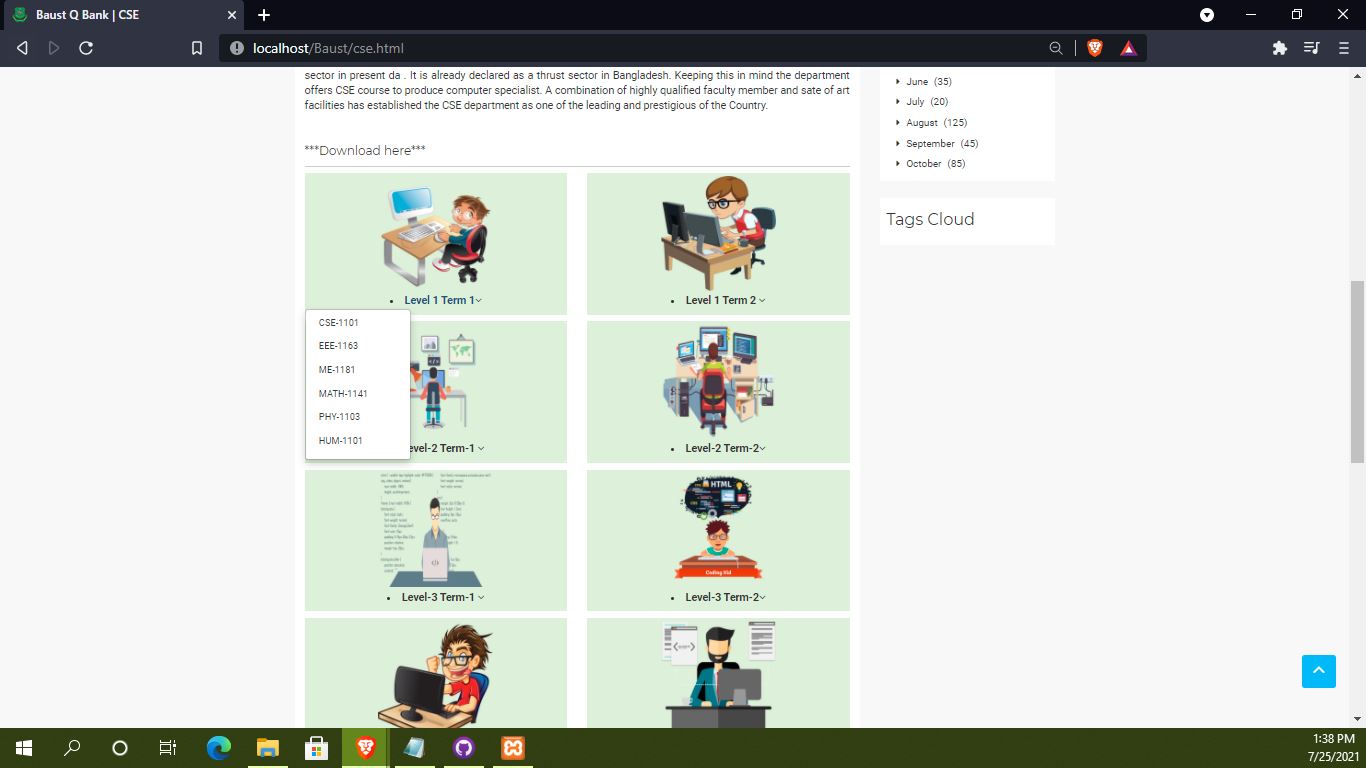 Baust Q Bank | CSE
localhost/Baust/cse.html
sector in present da . It is already declared as a thrust sector in Bangladesh. Keeping this in mind the department
offers CSE course to produce computer specialist. A combination of highly qualified faculty member and sate of art
facilities has established the CSE department as one of the leading and prestigious of the Country.
***Download here***
Level 1 Term 1
Level 1 Term 2
CSE-1101
EEE-1163
ME-1181
MATH-1141
PHY-1103
HUM-1101
evel-2 Term-1
Level-2 Term-2
HTML
Coding Kid
Level-3 Term-1
Level-3 Term-2
June (35)
July (20)
August (125)
September (45)
October (85)
Tags Cloud
1:38 PM
7/25/2021